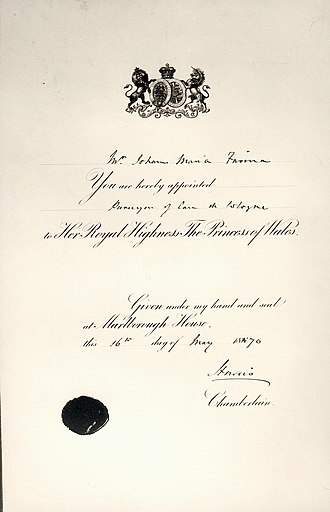 Mr. Johann Maria Farina
You are hereby appointed
Purveyor of Eau de Cologne
to Her Royal Highness The Princess of Wales.
Given under my hand and seal
at Marlborough House,
this 16th day of May 1870
Chamberlain.